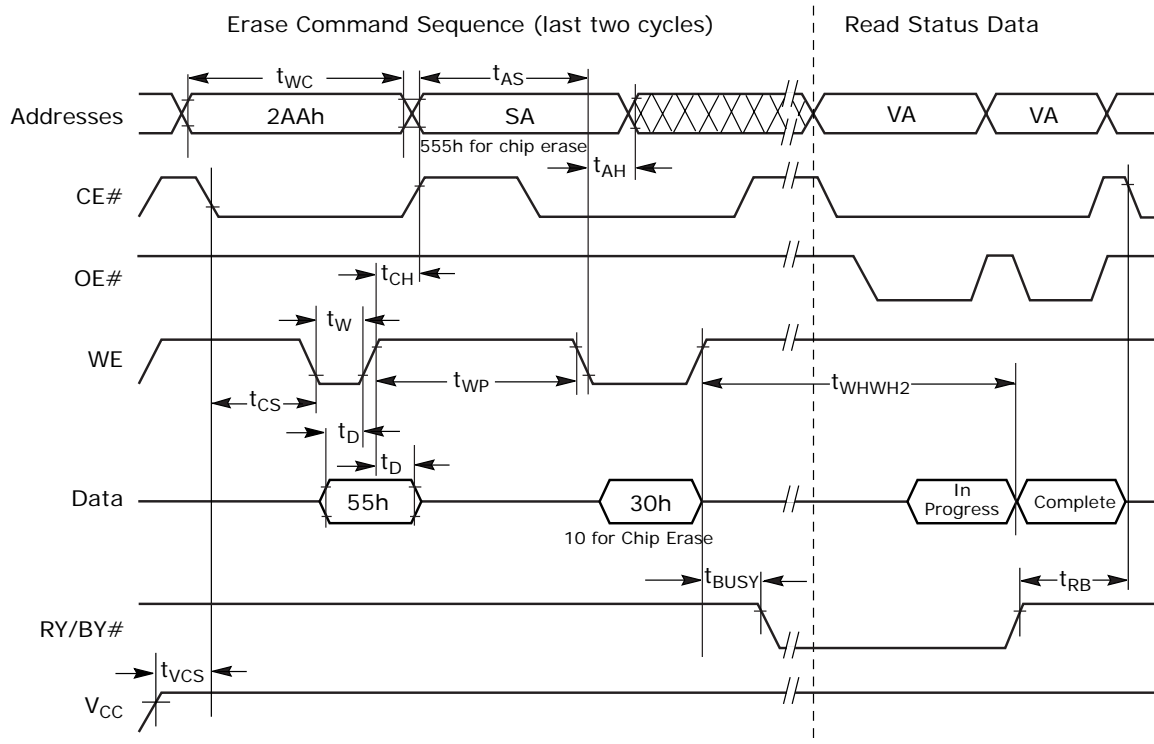 Erase Command Sequence (last two cycles)
Read Status Data
Addresses
tWC
tAS
2AAh
SA
VA
VA
555h for chip erase
tAH
CE#
OE#
tCH
tW
WE
tWP
tWHWH2
tCS
tD
tD
Data
55h
30h
In
Progress
Complete
10 for Chip Erase
tBUSY
tRB
RY/BY#
tVCS
VCC